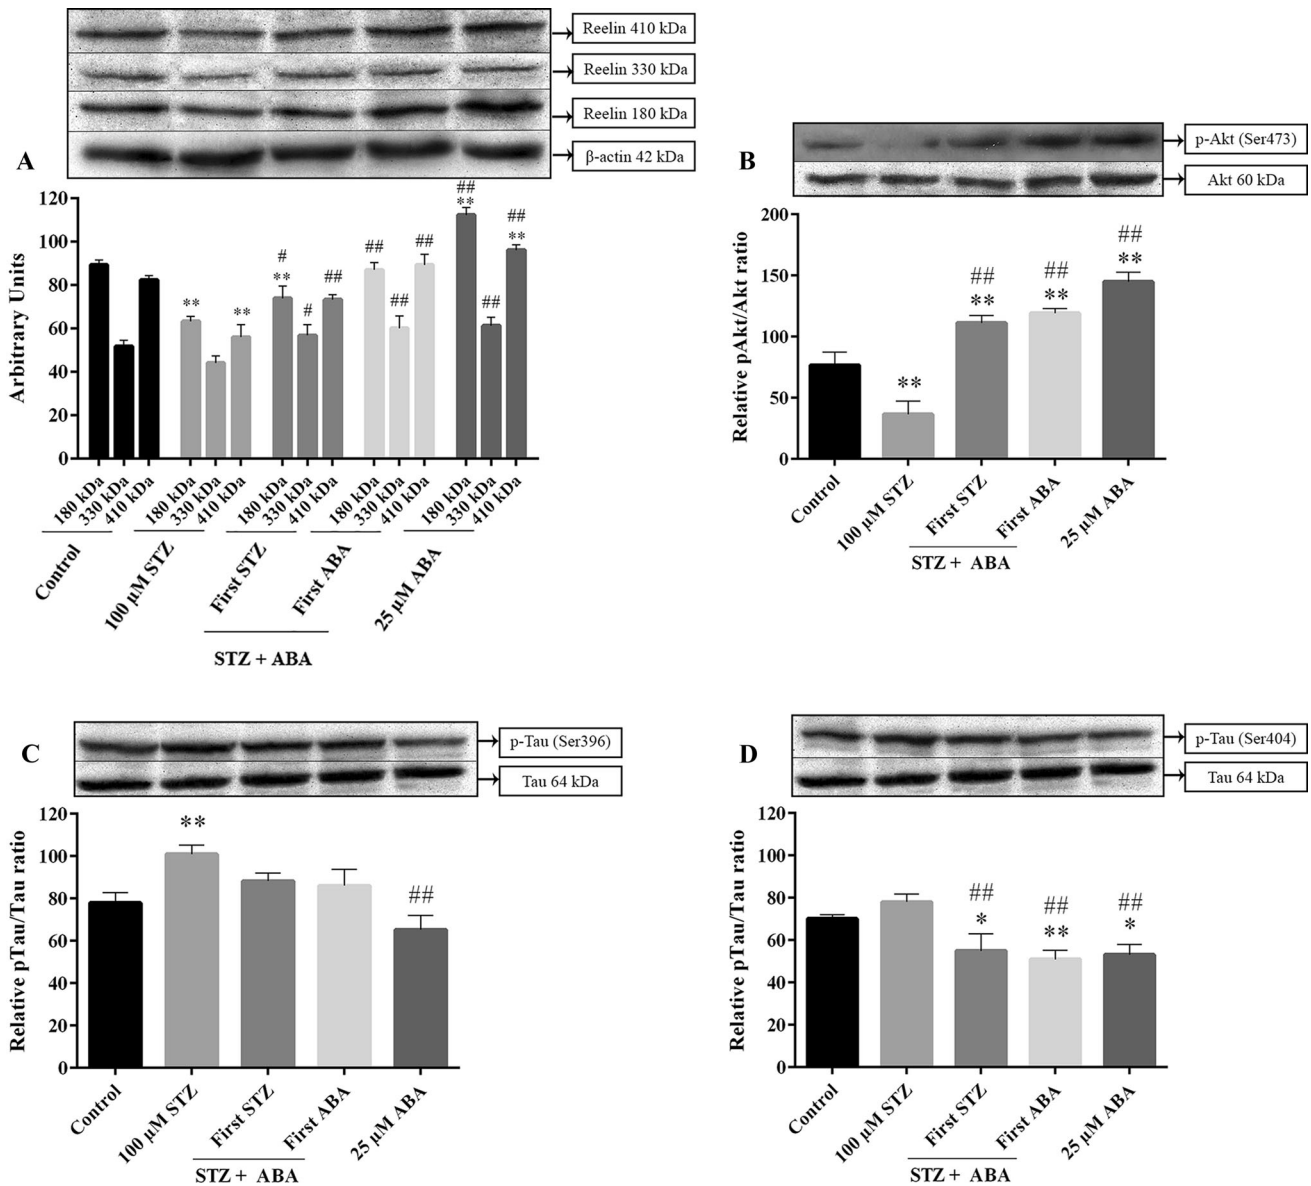 A
Reelin 410 kDa
Reelin 330 kDa
Reelin 180 kDa
β-actin 42 kDa
Arbitrary Units
120
100
80
60
40
20
0
** ** # ** # ## ## ## ## ## ** ## ## **
180 kDa 330 kDa 410 kDa 180 kDa 330 kDa 410 kDa 180 kDa 330 kDa 410 kDa 180 kDa 330 kDa 410 kDa 180 kDa 330 kDa 410 kDa
Control 100 µM STZ First STZ First ABA 25 µM ABA
STZ + ABA
B
p-Akt (Ser473)
Akt 60 kDa
Relative pAkt/Akt ratio
200
150
100
50
0
** ## ** ## ** ## **
Control 100 µM STZ First STZ First ABA 25 µM ABA
STZ + ABA
C
p-Tau (Ser396)
Tau 64 kDa
Relative pTau/Tau ratio
120
100
80
60
40
20
0
** ##
Control 100 µM STZ First STZ First ABA 25 µM ABA
STZ + ABA
D
p-Tau (Ser404)
Tau 64 kDa
Relative pTau/Tau ratio
120
100
80
60
40
20
0
## * ## ** ## *
Control 100 µM STZ First STZ First ABA 25 µM ABA
STZ + ABA